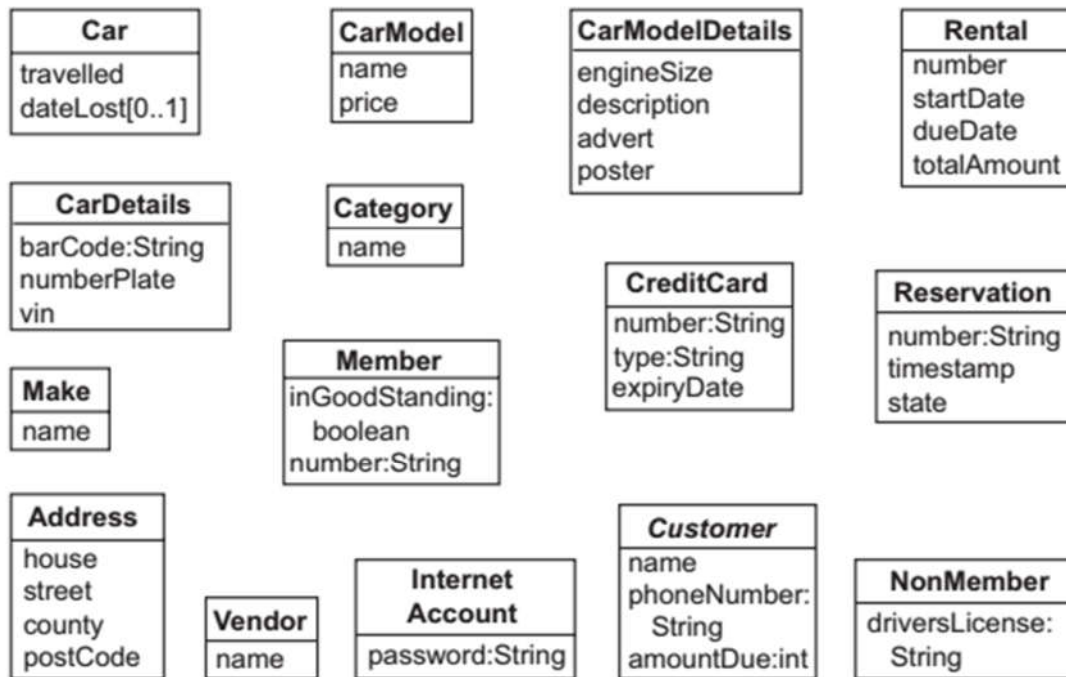 Car
travelled
dateLost[0..1]
CarModel
name
price
CarModelDetails
engineSize
description
advert
poster
Rental
number
startDate
dueDate
totalAmount
CarDetails
barCode:String
numberPlate
vin
Category
name
CreditCard
number:String
type:String
expiryDate
Reservation
number:String
timestamp
state
Make
name
Member
inGoodStanding:
boolean
number:String
Address
house
street
county
postCode
Vendor
name
Internet
Account
password:String
Customer
name
phoneNumber:
String
amountDue:int
NonMember
driversLicense:
String